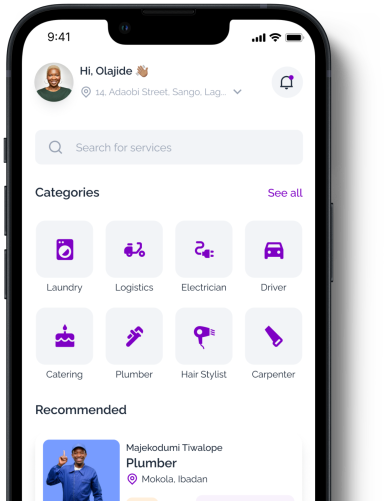 9:41
Hi, Olajide 👋🏽
14, Adaobi Street, Sango, Lag...
Search for services
Categories See all
Laundry Logistics Electrician Driver
Catering Plumber Hair Stylist Carpenter
Recommended
Majekodumi Tiwalope
Plumber
Mokola, Ibadan